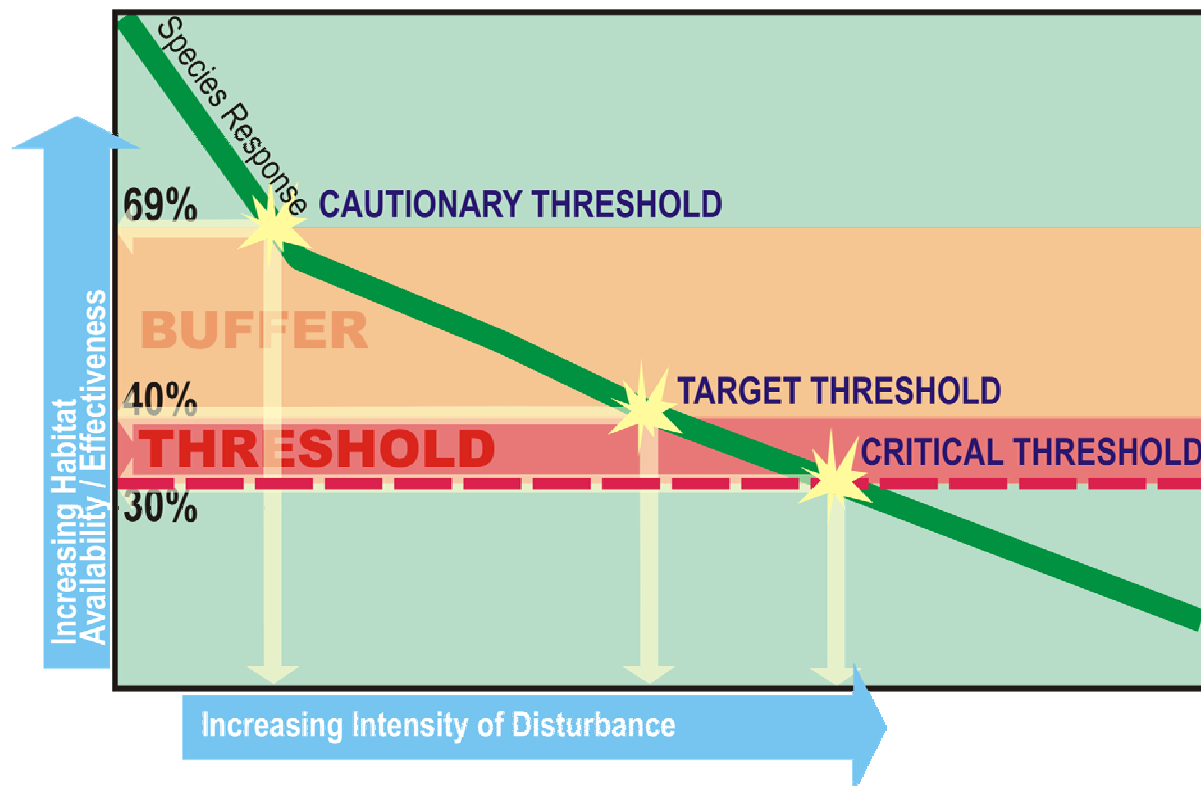 Species Response
69%
CAUTIONARY THRESHOLD
BUFFER
40%
TARGET THRESHOLD
THRESHOLD
CRITICAL THRESHOLD
30%
Increasing Habitat
Availability / Effectiveness
Increasing Intensity of Disturbance